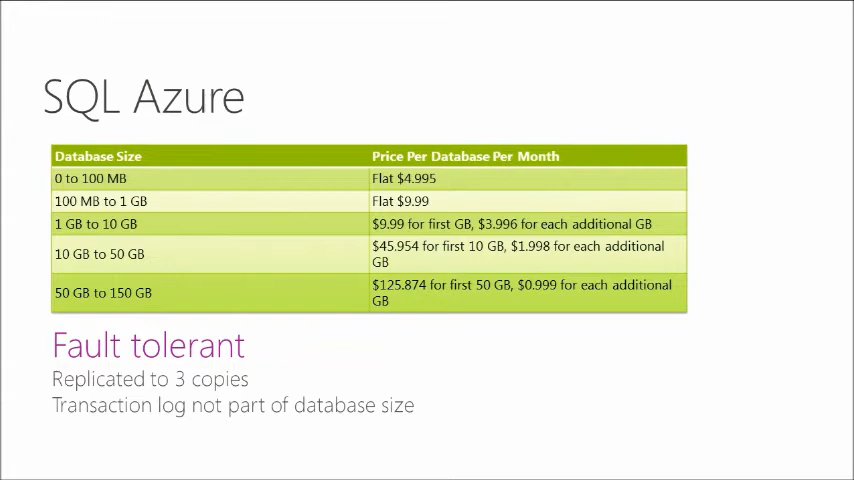 SQL Azure
Database Size Price Per Database Per Month
0 to 100 MB Flat $4.995
100 MB to 1 GB Flat $9.99
1 GB to 10 GB $9.99 for first GB, $3.996 for each additional GB
10 GB to 50 GB $45.954 for first 10 GB, $1.998 for each additional
GB
50 GB to 150 GB $125.874 for first 50 GB, $0.999 for each additional
GB
Fault tolerant
Replicated to 3 copies
Transaction log not part of database size